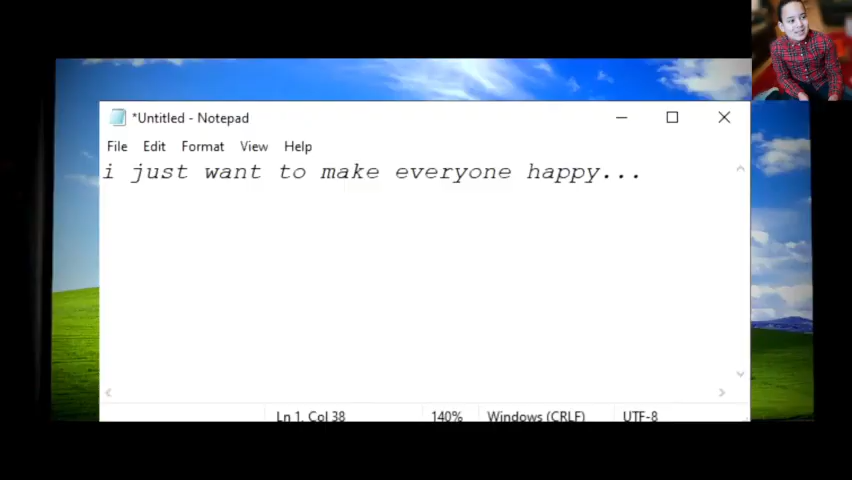 *Untitled - Notepad
File Edit Format View Help
i just want to make everyone happy...
Ln 1, Col 38 140% Windows (CRLF) UTF-8